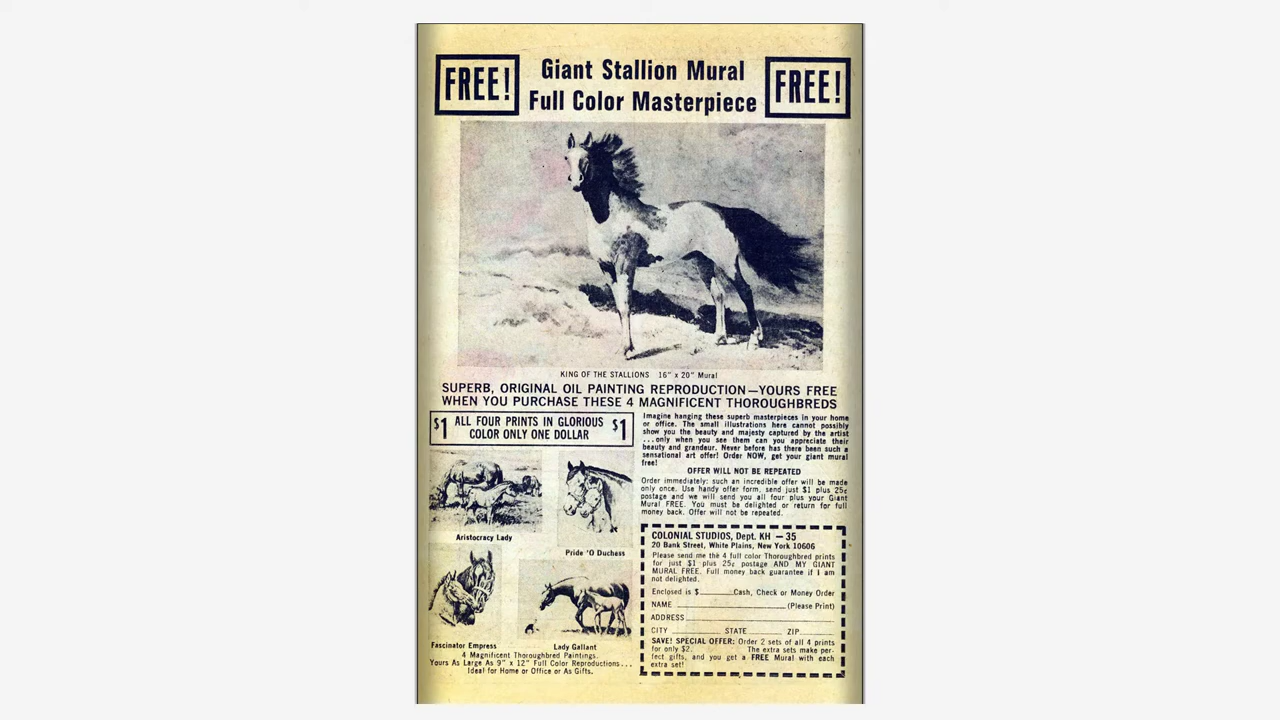 FREE!
Giant Stallion Mural
Full Color Masterpiece
FREE!
KING OF THE STALLIONS 16" x 20" Mural
SUPERB, ORIGINAL OIL PAINTING REPRODUCTION—YOURS FREE
WHEN YOU PURCHASE THESE 4 MAGNIFICENT THOROUGHBREDS
$1 ALL FOUR PRINTS IN GLORIOUS $1
COLOR ONLY ONE DOLLAR
Aristocracy Lady
Pride 'O Duchess
Fascinator Empress
Lady Gallant
4 Magnificent Thoroughbred Paintings.
Yours As Large As 9" x 12" Full Color Reproductions...
Ideal for Home or Office or As Gifts.
Imagine hanging these superb masterpieces in your home
or office. The small illustrations here cannot possibly
show you the beauty and majesty captured by the artist
...only when you see them can you appreciate their
beauty and grandeur. Never before has there been such a
sensational art offer! Order NOW, get your giant mural
free!
OFFER WILL NOT BE REPEATED
Order immediately: such an incredible offer will be made
only once. Use handy offer form, send just $1 plus 25¢
postage and we will send you all four plus your Giant
Mural FREE. You must be delighted or return for full
money back. Offer will not be repeated.
COLONIAL STUDIOS, Dept. KH — 35
20 Bank Street, White Plains, New York 10606
Please send me the 4 full color Thoroughbred prints
for just $1 plus 25¢ postage AND MY GIANT
MURAL FREE. Full money back guarantee if I am
not delighted.
Enclosed is $______Cash, Check or Money Order
NAME ______ (Please Print)
ADDRESS ______
CITY ______ STATE ______ ZIP ______
SAVE! SPECIAL OFFER: Order 2 sets of all 4 prints
for only $2. The extra sets make per-
fect gifts, and you get a FREE Mural with each
extra set!